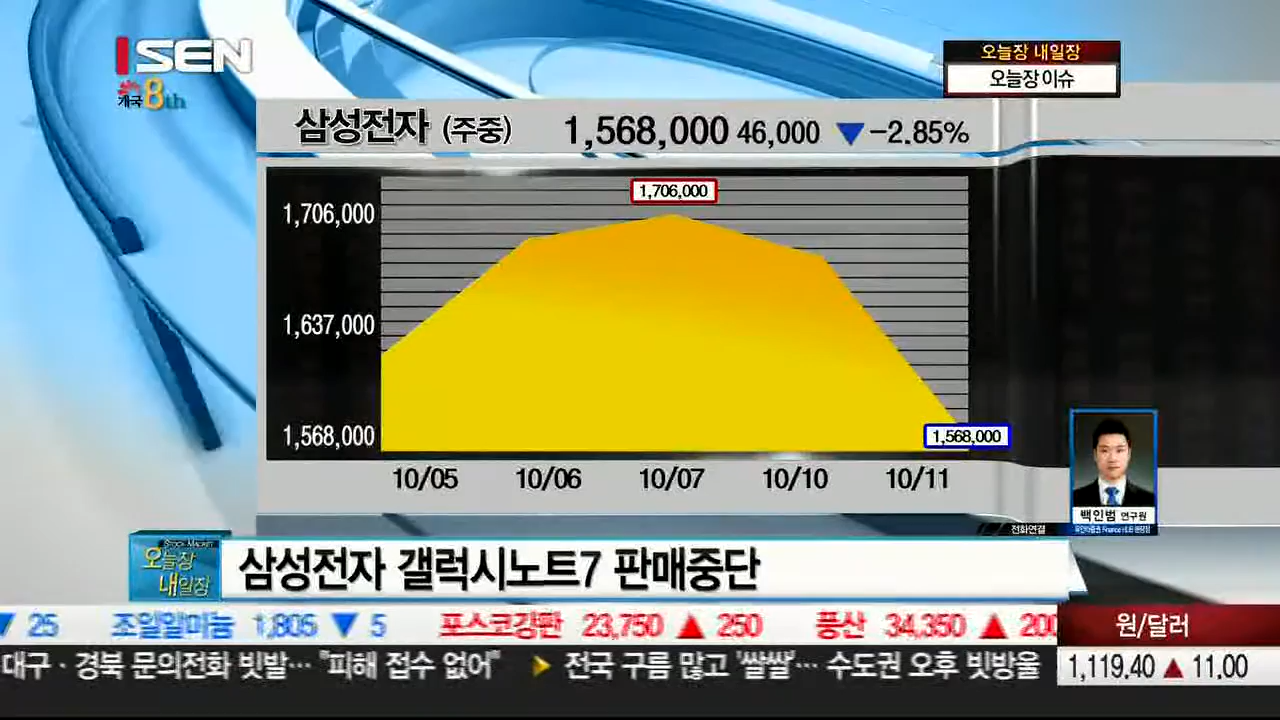 SEN
개국 8th
오늘장 내일장
오늘장 이슈
삼성전자 (주중) 1,568,000 46,000 ▼ -2.85%
1,706,000
1,706,000
1,637,000
1,568,000
1,568,000
10/05 10/06 10/07 10/10 10/11
백인범 연구원
전화연결
STOCK MARKET
오늘장
내일장
삼성전자 갤럭시노트7 판매중단
▼ 25 조일알미늄 1,805 ▼ 5 포스코강판 23,750 ▲ 250 풍산 34,350 ▲ 200
원/달러
대구·경북 문의전화 빗발… "피해 접수 없어" ▶ 전국 구름 많고 '쌀쌀'… 수도권 오후 빗방울
1,119.40 ▲ 11.00